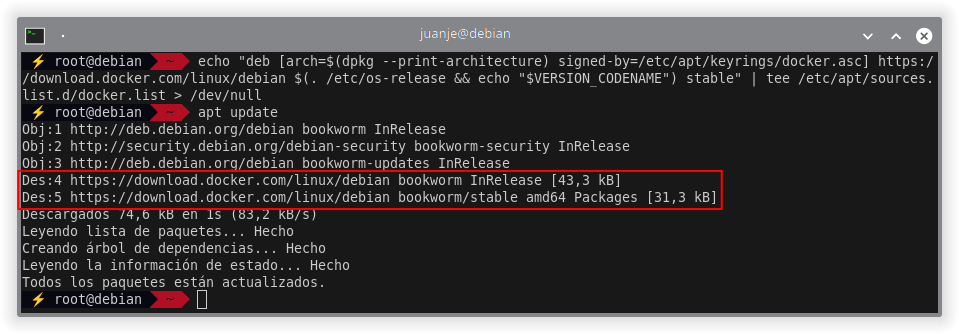 juanje@debian
⚡ root@debian ~ echo "deb [arch=$(dpkg --print-architecture) signed-by=/etc/apt/keyrings/docker.asc] https:/
/download.docker.com/linux/debian $(. /etc/os-release && echo "$VERSION_CODENAME") stable" | tee /etc/apt/sources.
list.d/docker.list > /dev/null
⚡ root@debian ~ apt update
Obj:1 http://deb.debian.org/debian bookworm InRelease
Obj:2 http://security.debian.org/debian-security bookworm-security InRelease
Obj:3 http://deb.debian.org/debian bookworm-updates InRelease
Des:4 https://download.docker.com/linux/debian bookworm InRelease [43,3 kB]
Des:5 https://download.docker.com/linux/debian bookworm/stable amd64 Packages [31,3 kB]
Descargados 74,6 kB en 1s (83,2 kB/s)
Leyendo lista de paquetes... Hecho
Creando árbol de dependencias... Hecho
Leyendo la información de estado... Hecho
Todos los paquetes están actualizados.
⚡ root@debian ~